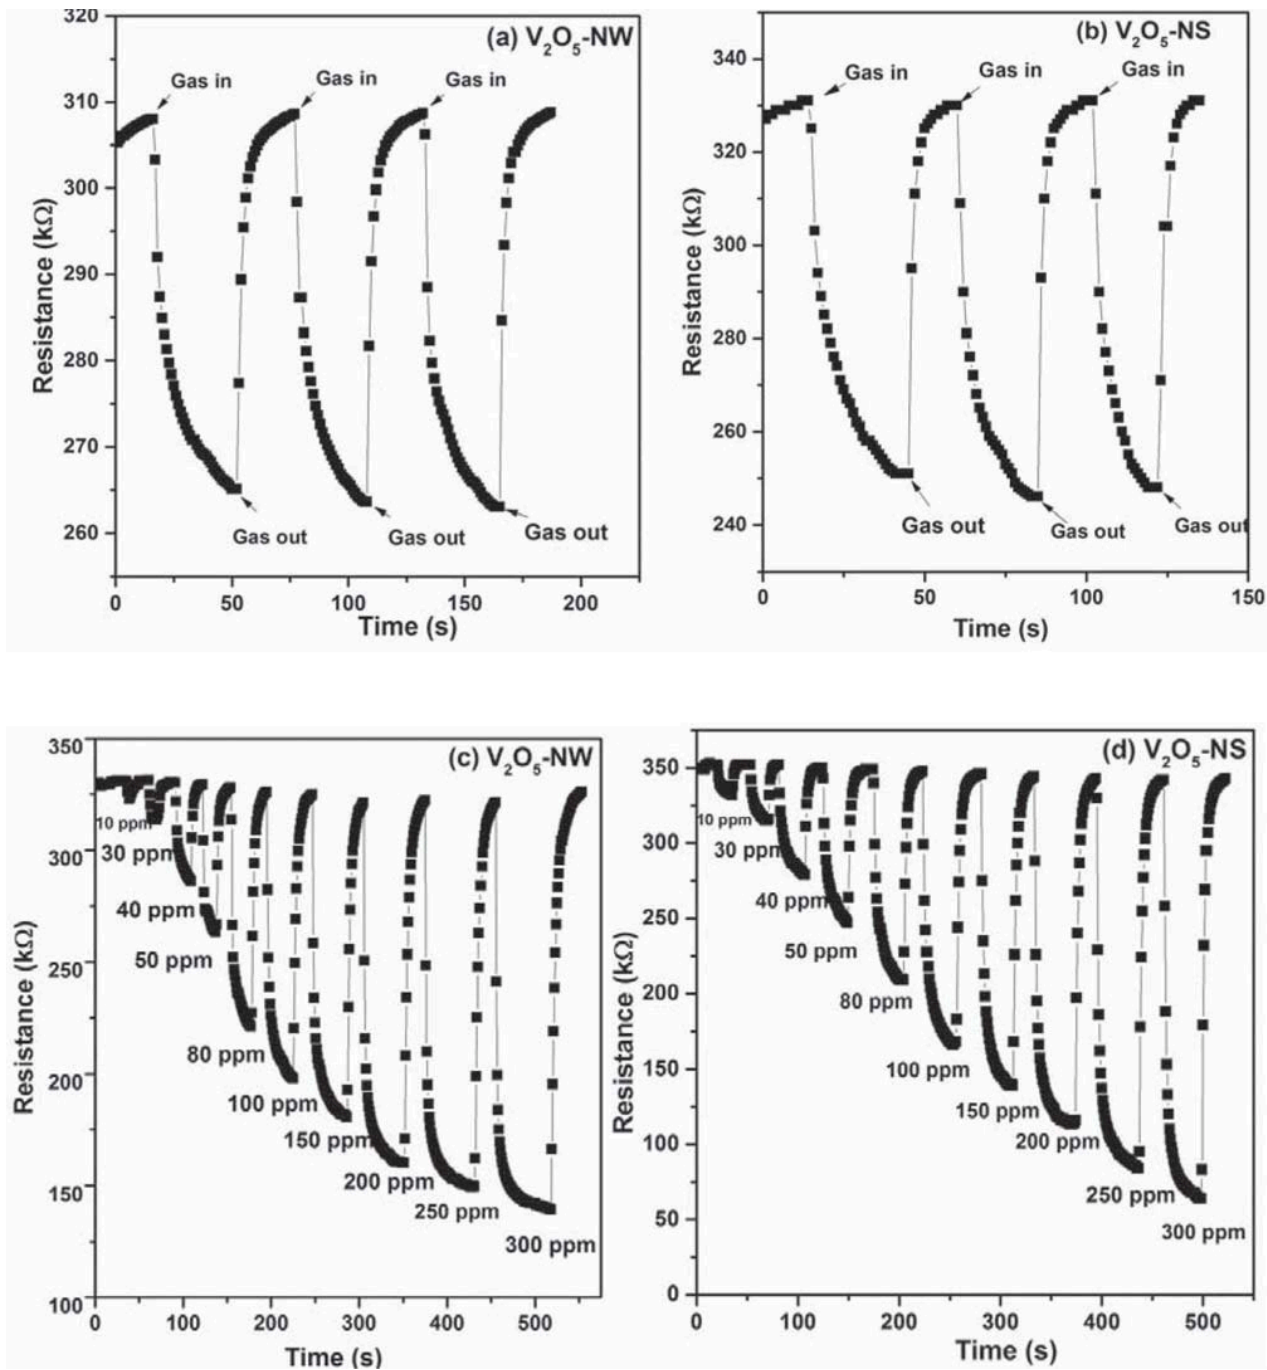 (a) V₂O₅-NW
320
310
300
290
280
270
260
Resistance (kΩ)
Gas in
Gas in
Gas in
Gas out
Gas out
Gas out
0 50 100 150 200
Time (s)
(b) V₂O₅-NS
340
320
300
280
260
240
Resistance (kΩ)
Gas in
Gas in
Gas in
Gas out
Gas out
Gas out
0 50 100 150
Time (s)
(c) V₂O₅-NW
350
300
250
200
150
100
Resistance (kΩ)
10 ppm
30 ppm
40 ppm
50 ppm
80 ppm
100 ppm
150 ppm
200 ppm
250 ppm
300 ppm
0 100 200 300 400 500
Time (s)
(d) V₂O₅-NS
350
300
250
200
150
100
50
0
Resistance (kΩ)
10 ppm
30 ppm
40 ppm
50 ppm
80 ppm
100 ppm
150 ppm
200 ppm
250 ppm
300 ppm
0 100 200 300 400 500
Time (s)